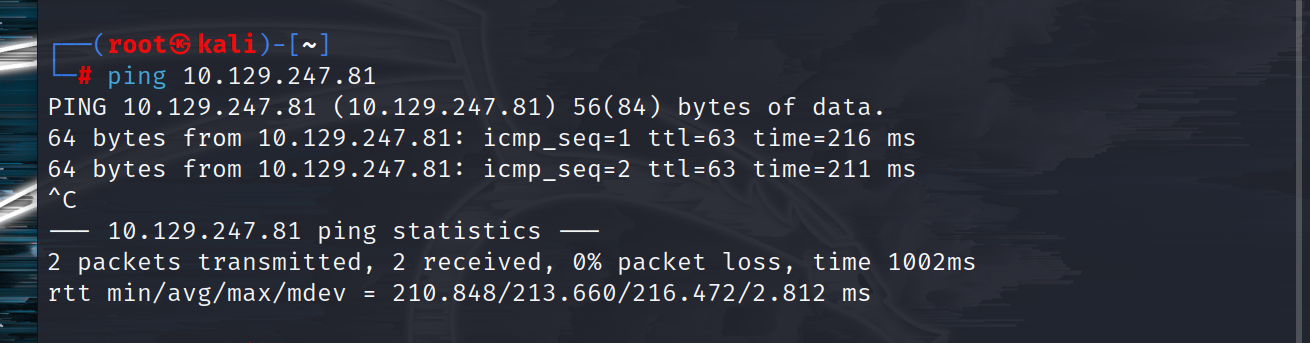 ┌──(root㉿kali)-[~]
└─# ping 10.129.247.81
PING 10.129.247.81 (10.129.247.81) 56(84) bytes of data.
64 bytes from 10.129.247.81: icmp_seq=1 ttl=63 time=216 ms
64 bytes from 10.129.247.81: icmp_seq=2 ttl=63 time=211 ms
^C
--- 10.129.247.81 ping statistics ---
2 packets transmitted, 2 received, 0% packet loss, time 1002ms
rtt min/avg/max/mdev = 210.848/213.660/216.472/2.812 ms